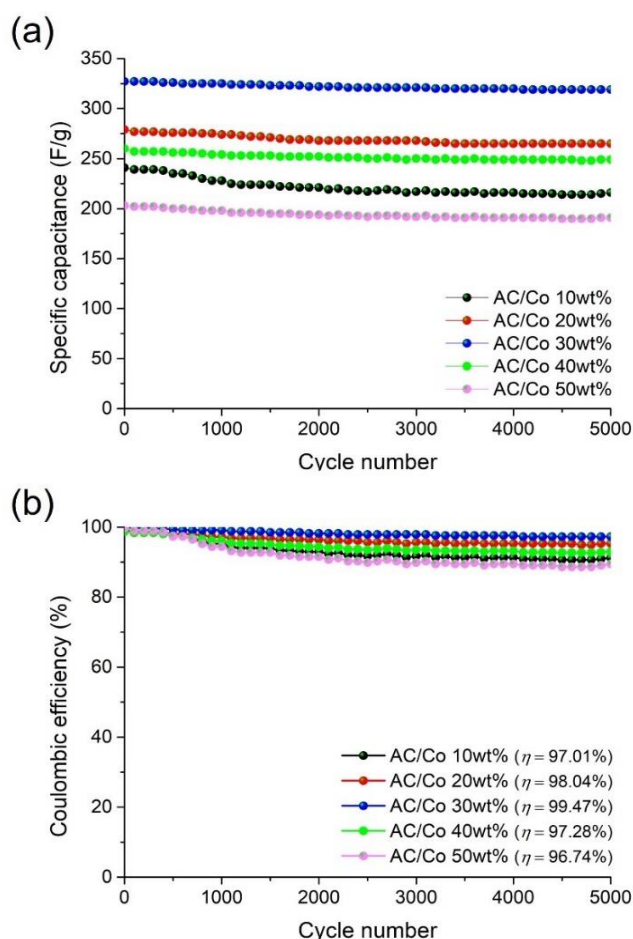 (a)
350
300
250
200
150
100
50
0
Specific capacitance (F/g)
AC/Co 10wt%
AC/Co 20wt%
AC/Co 30wt%
AC/Co 40wt%
AC/Co 50wt%
0 1000 2000 3000 4000 5000
Cycle number
(b)
100
80
60
40
20
0
Coulombic efficiency (%)
AC/Co 10wt% (η = 97.01%)
AC/Co 20wt% (η = 98.04%)
AC/Co 30wt% (η = 99.47%)
AC/Co 40wt% (η = 97.28%)
AC/Co 50wt% (η = 96.74%)
0 1000 2000 3000 4000 5000
Cycle number